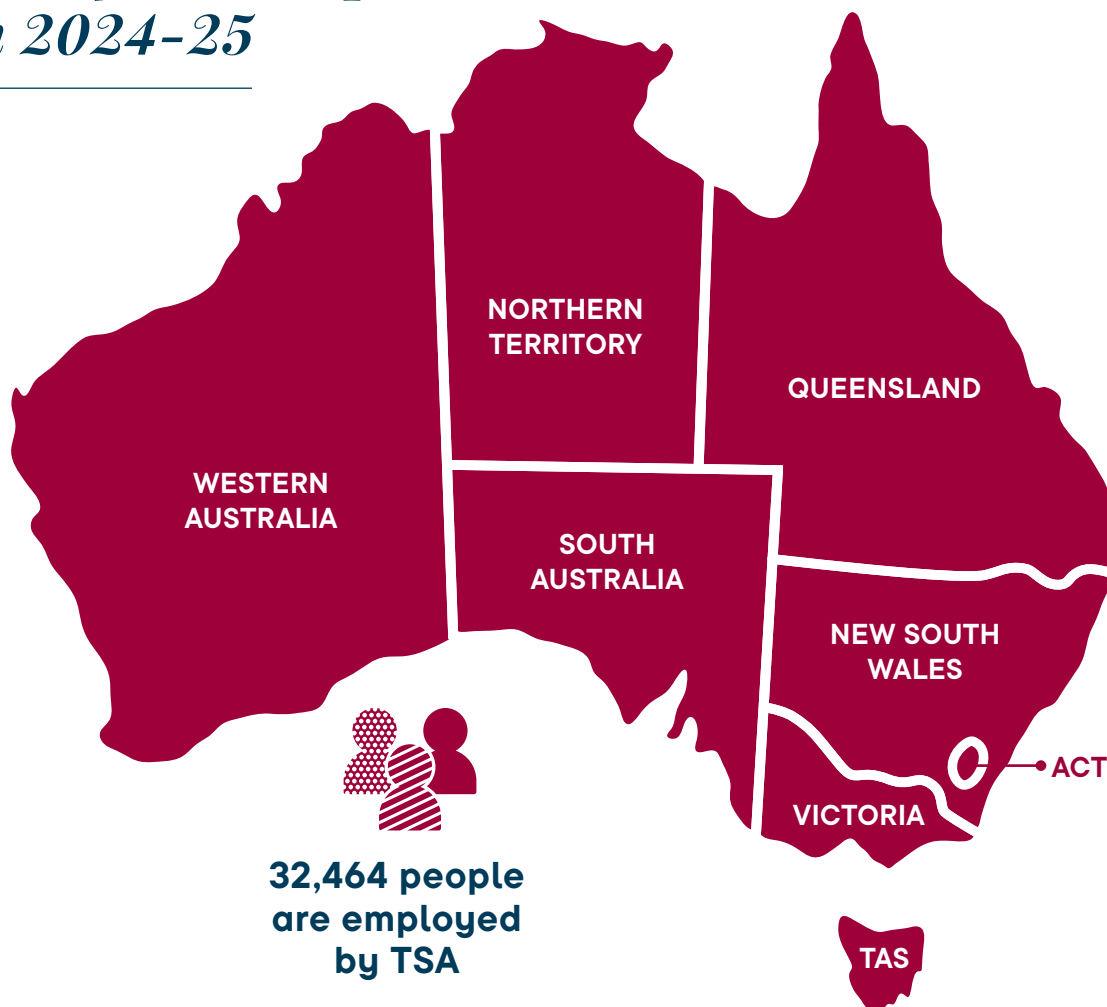 2024-25
NORTHERN
TERRITORY
QUEENSLAND
WESTERN
AUSTRALIA
SOUTH
AUSTRALIA
NEW SOUTH
WALES
ACT
VICTORIA
32,464 people
are employed
by TSA
TAS